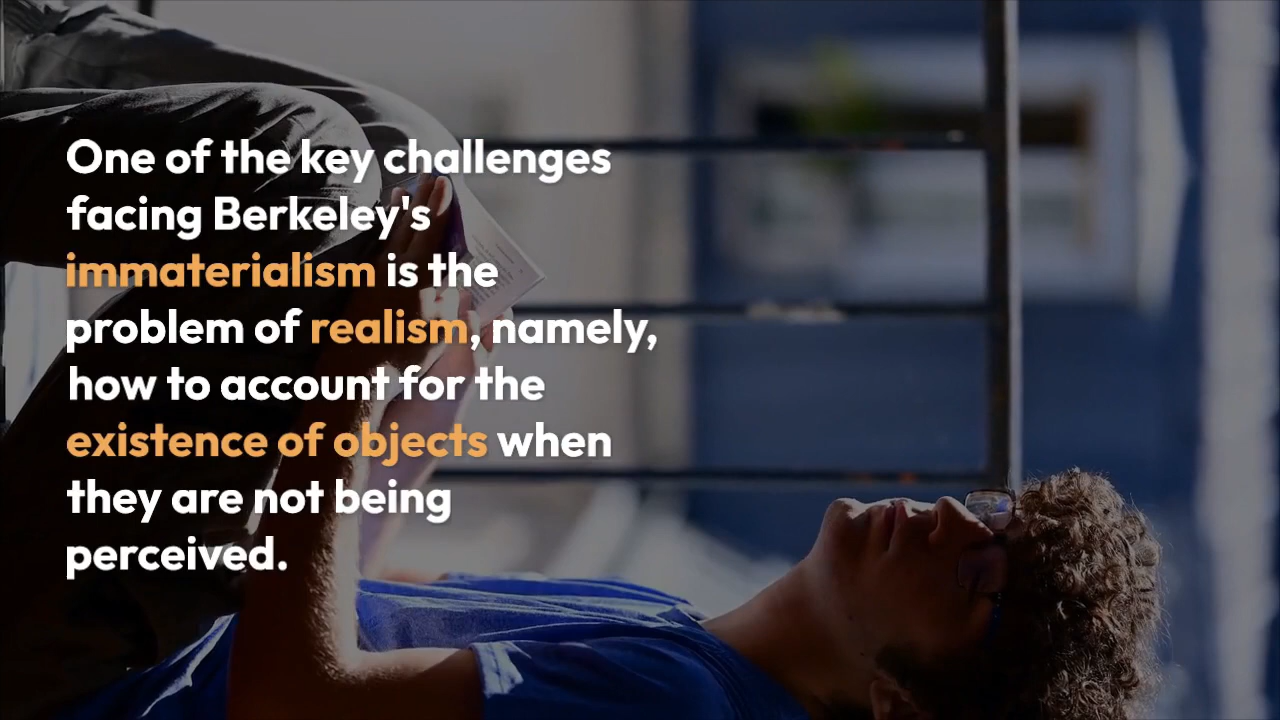 One of the key challenges
facing Berkeley's
immaterialism is the
problem of realism, namely,
how to account for the
existence of objects when
they are not being
perceived.